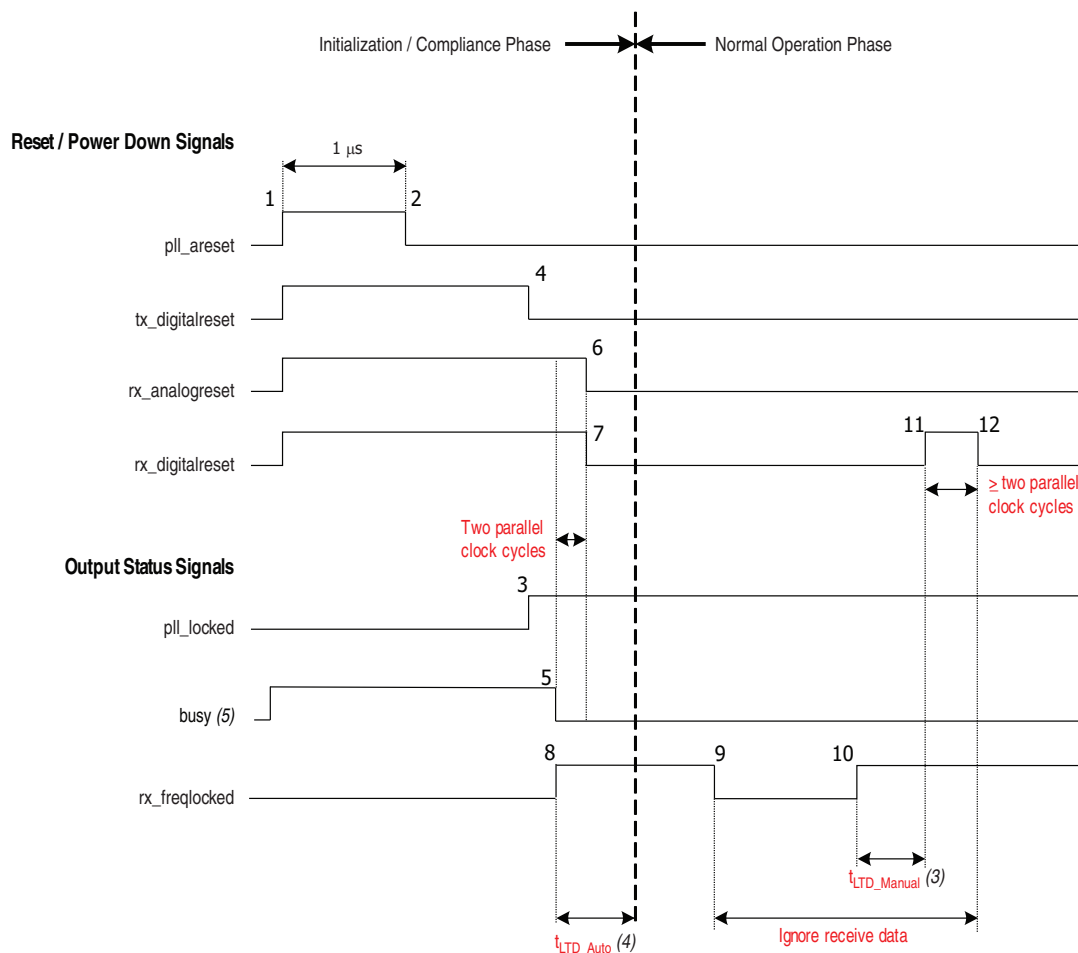 Initialization / Compliance Phase
Normal Operation Phase
Reset / Power Down Signals
1 μs
1
2
pll_areset
4
tx_digitalreset
6
rx_analogreset
7
11
12
rx_digitalreset
≥ two parallel
clock cycles
Two parallel
clock cycles
Output Status Signals
3
pll_locked
5
busy (5)
8
9
10
rx_freqlocked
tLTD_Manual (3)
tLTD_Auto (4)
Ignore receive data